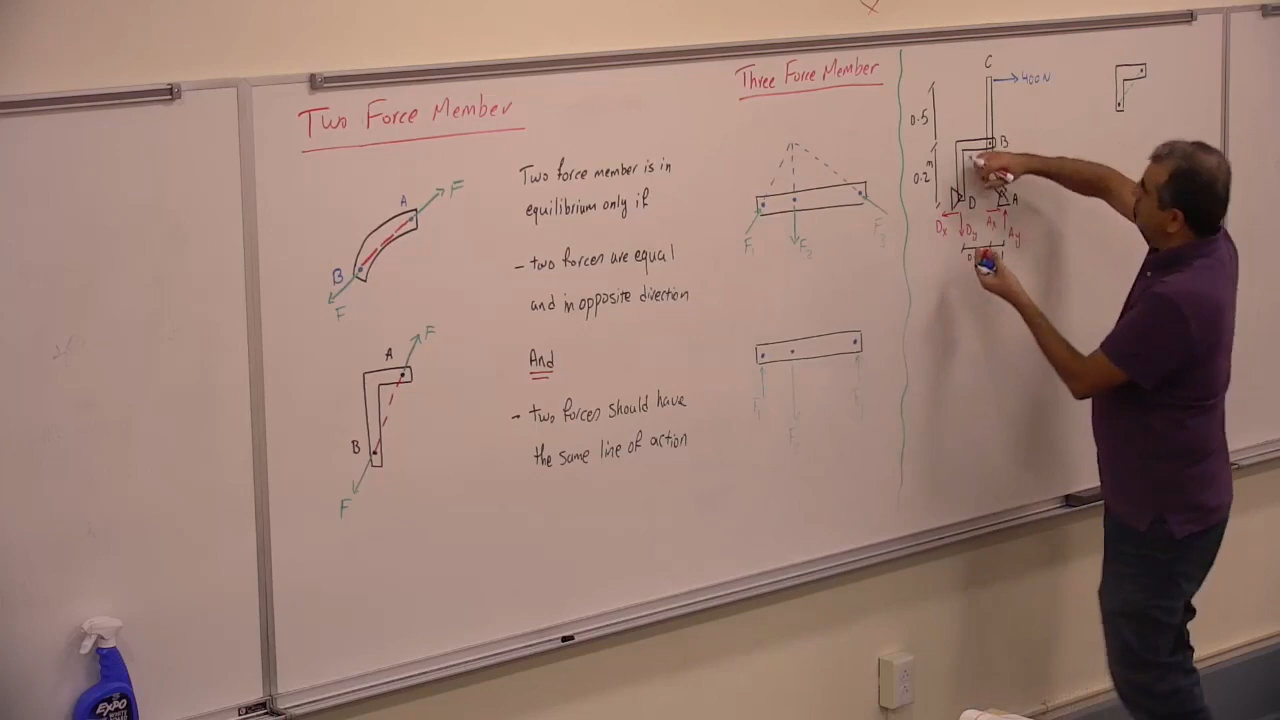 Two Force Member
A
F
B
F
A
F
B
F
Two force member is in
equilibrium only if
- two forces are equal
and in opposite direction
And
- two forces should have
the same line of action
Three Force Member
F1
F2
F3
F1
C
400N
0.5
B
0.2 m
D
A
Dx
Dy
Ax
Ay
EXPO